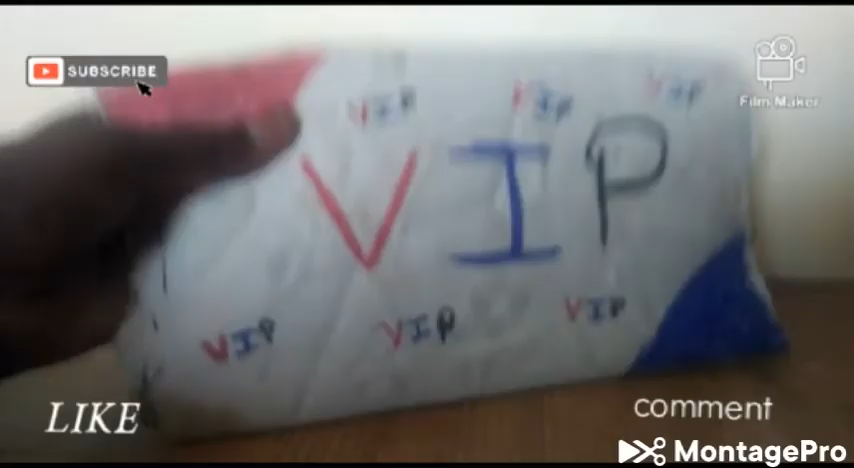 SUBSCRIBE
Film Maker
VIP VIP VIP
VIP
VIP VIP VIP
LIKE
comment
MontagePro